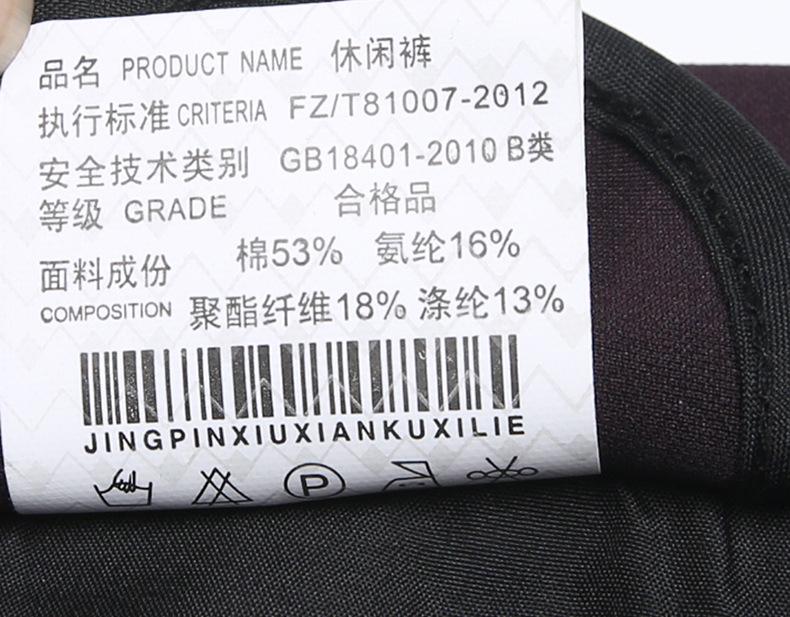 品名 PRODUCT NAME 休闲裤
执行标准 CRITERIA FZ/T81007-2012
安全技术类别 GB18401-2010 B类
等级 GRADE 合格品
棉53% 氨纶16%
面料成份
COMPOSITION 聚酯纤维18% 涤纶13%
JINGPINXIUXIANKUXILIE
P